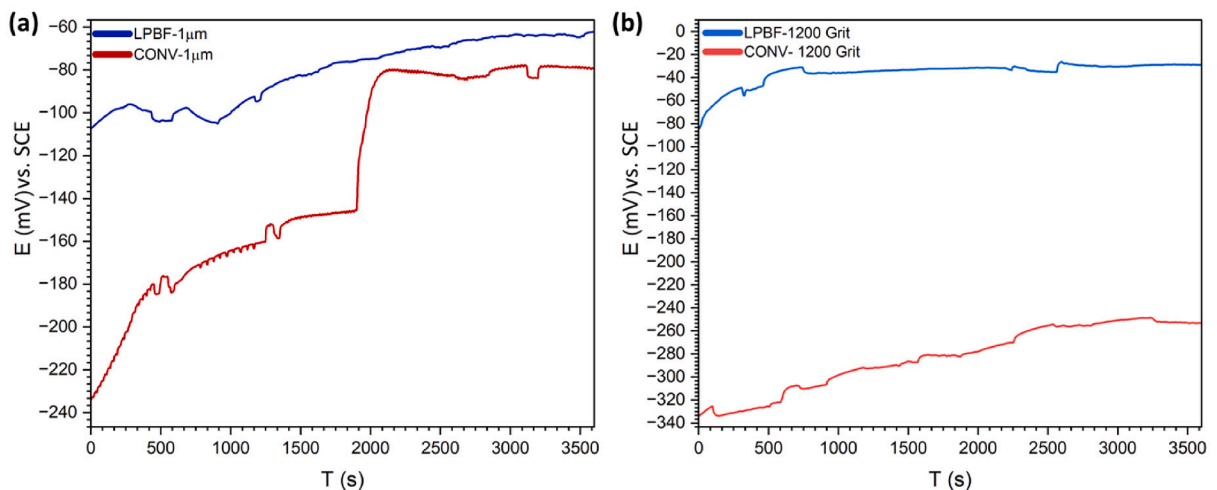 (a)
LPBF-1μm
CONV-1μm
E (mV)vs. SCE
−60
−80
−100
−120
−140
−160
−180
−200
−220
−240
0 500 1000 1500 2000 2500 3000 3500
T (s)
(b)
LPBF-1200 Grit
CONV- 1200 Grit
E (mV)vs. SCE
0
−20
−40
−60
−80
−100
−120
−140
−160
−180
−200
−220
−240
−260
−280
−300
−320
−340
0 500 1000 1500 2000 2500 3000 3500
T (s)